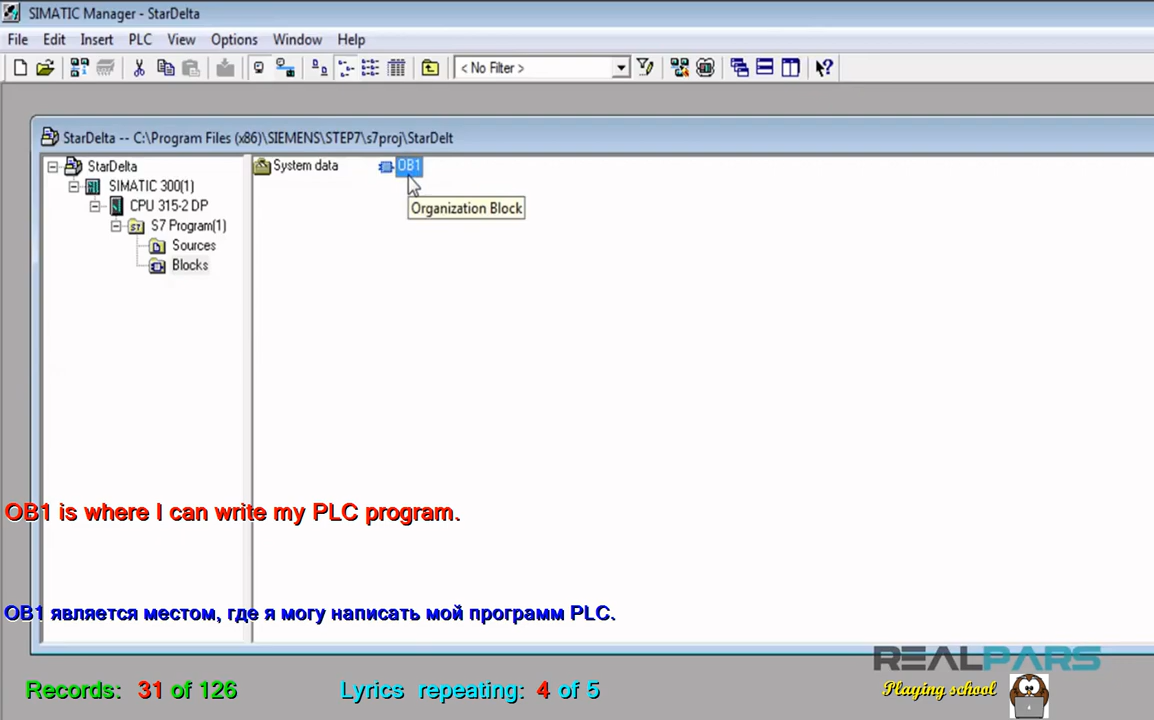 SIMATIC Manager - StarDelta
File Edit Insert PLC View Options Window Help
< No Filter >
StarDelta -- C:\Program Files (x86)\SIEMENS\STEP7\s7proj\StarDelt
StarDelta
SIMATIC 300(1)
CPU 315-2 DP
S7 Program(1)
Sources
Blocks
System data
OB1
Organization Block
OB1 is where I can write my PLC program.
OB1 является местом, где я могу написать мой программ PLC.
REALPARS
Records: 31 of 126
Lyrics repeating: 4 of 5
Playing school